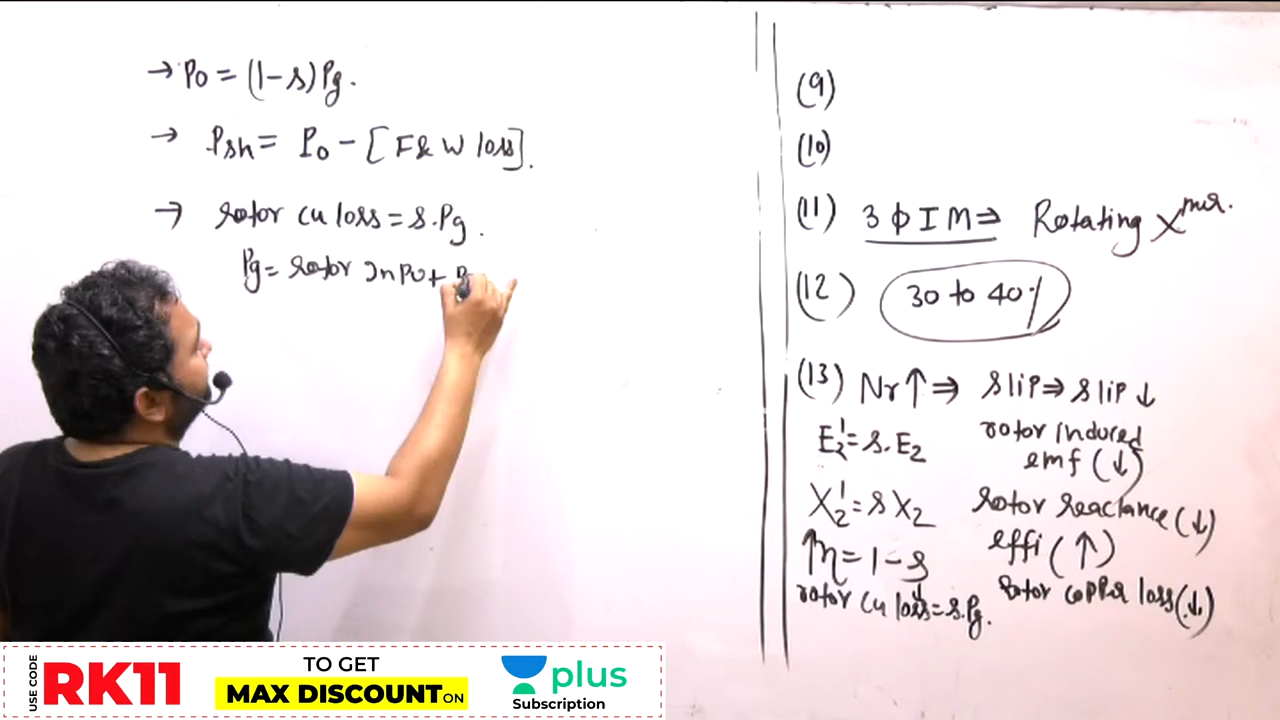 → Po = (1-s)Pg.
→ Psh = Po - [F&W loss].
→ rotor cu loss = s.Pg.
Pg = rotor InPut
(9)
(10)
(11) 3 ϕ I M ⇒ Rotating Xmer.
(12) 30 to 40%
(13) Nr↑ ⇒ sliP ⇒ sliP ↓
E₂' = s.E₂ rotor induced
emf (↓)
X₂' = s X₂ rotor reactance (↓)
↑η = 1-s effi (↑)
↓
rotor cu loss = s.Pg. rotor copper loss (↓)
USE CODE RK11
TO GET
MAX DISCOUNT ON
plus
Subscription